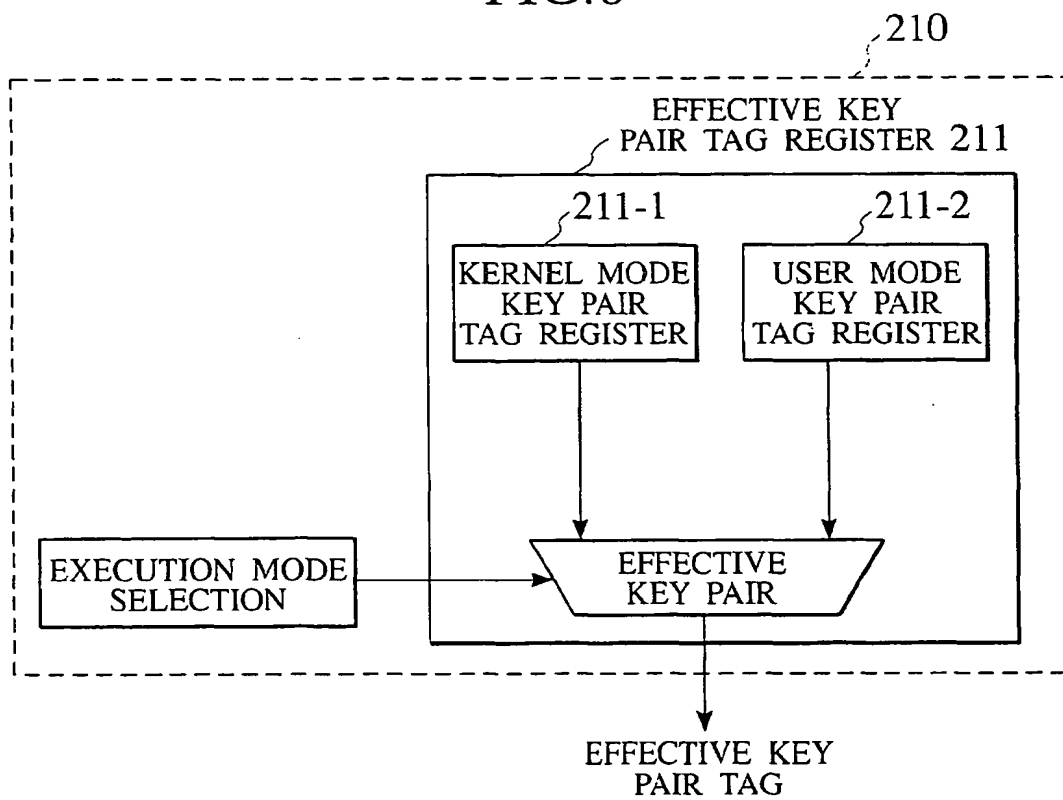 210
EFFECTIVE KEY
PAIR TAG REGISTER 211
211-1
211-2
KERNEL MODE
KEY PAIR
TAG REGISTER
USER MODE
KEY PAIR
TAG REGISTER
EXECUTION MODE
SELECTION
EFFECTIVE
KEY PAIR
EFFECTIVE KEY
PAIR TAG